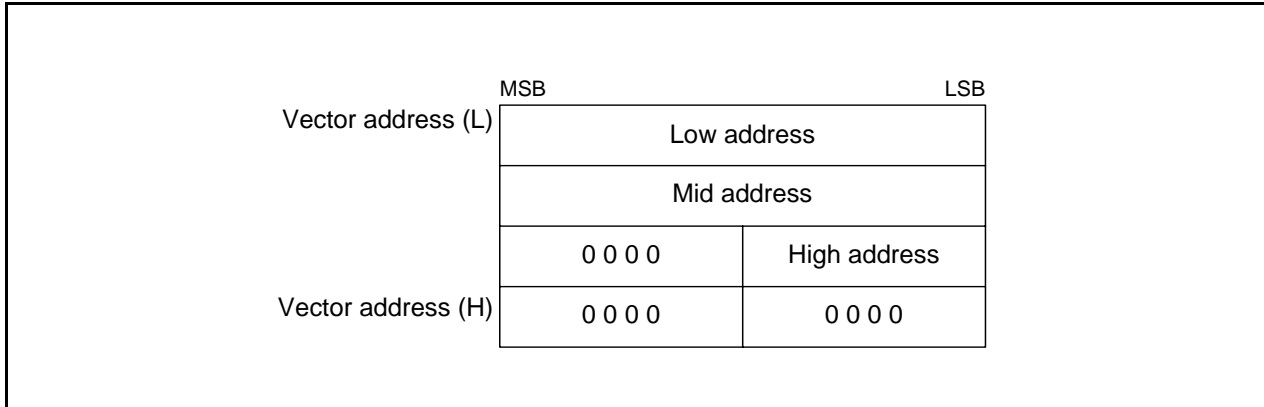 MSB LSB
Vector address (L) Low address
Mid address
0 0 0 0 High address
Vector address (H) 0 0 0 0 0 0 0 0